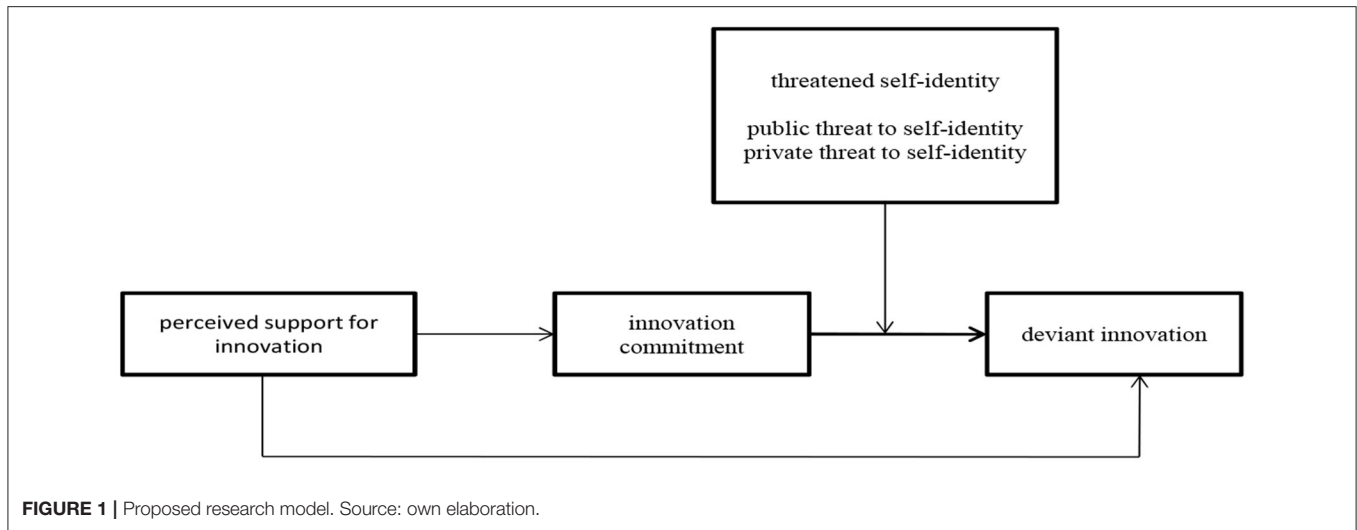 threatened self-identity
public threat to self-identity
private threat to self-identity
perceived support for
innovation
innovation
commitment
deviant innovation
FIGURE 1 | Proposed research model. Source: own elaboration.